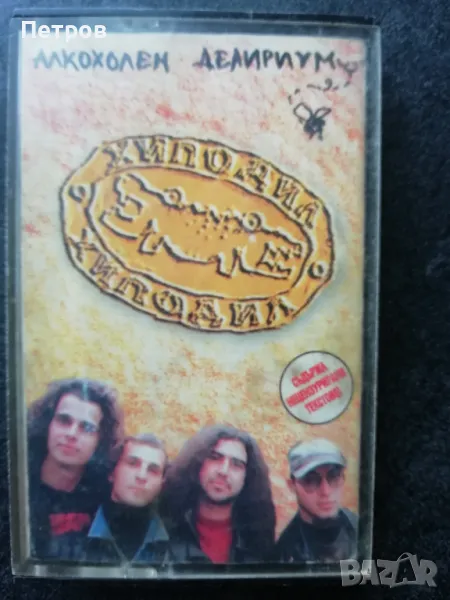 Петров
АЛКОХОЛЕН ДЕЛИРИУМ
ХИПОДИЛ
ХИПОДИЛ
СЪДЪРЖА
НЕЦЕНЗУРИРАНИ
ТЕКСТОВЕ
BAZAR